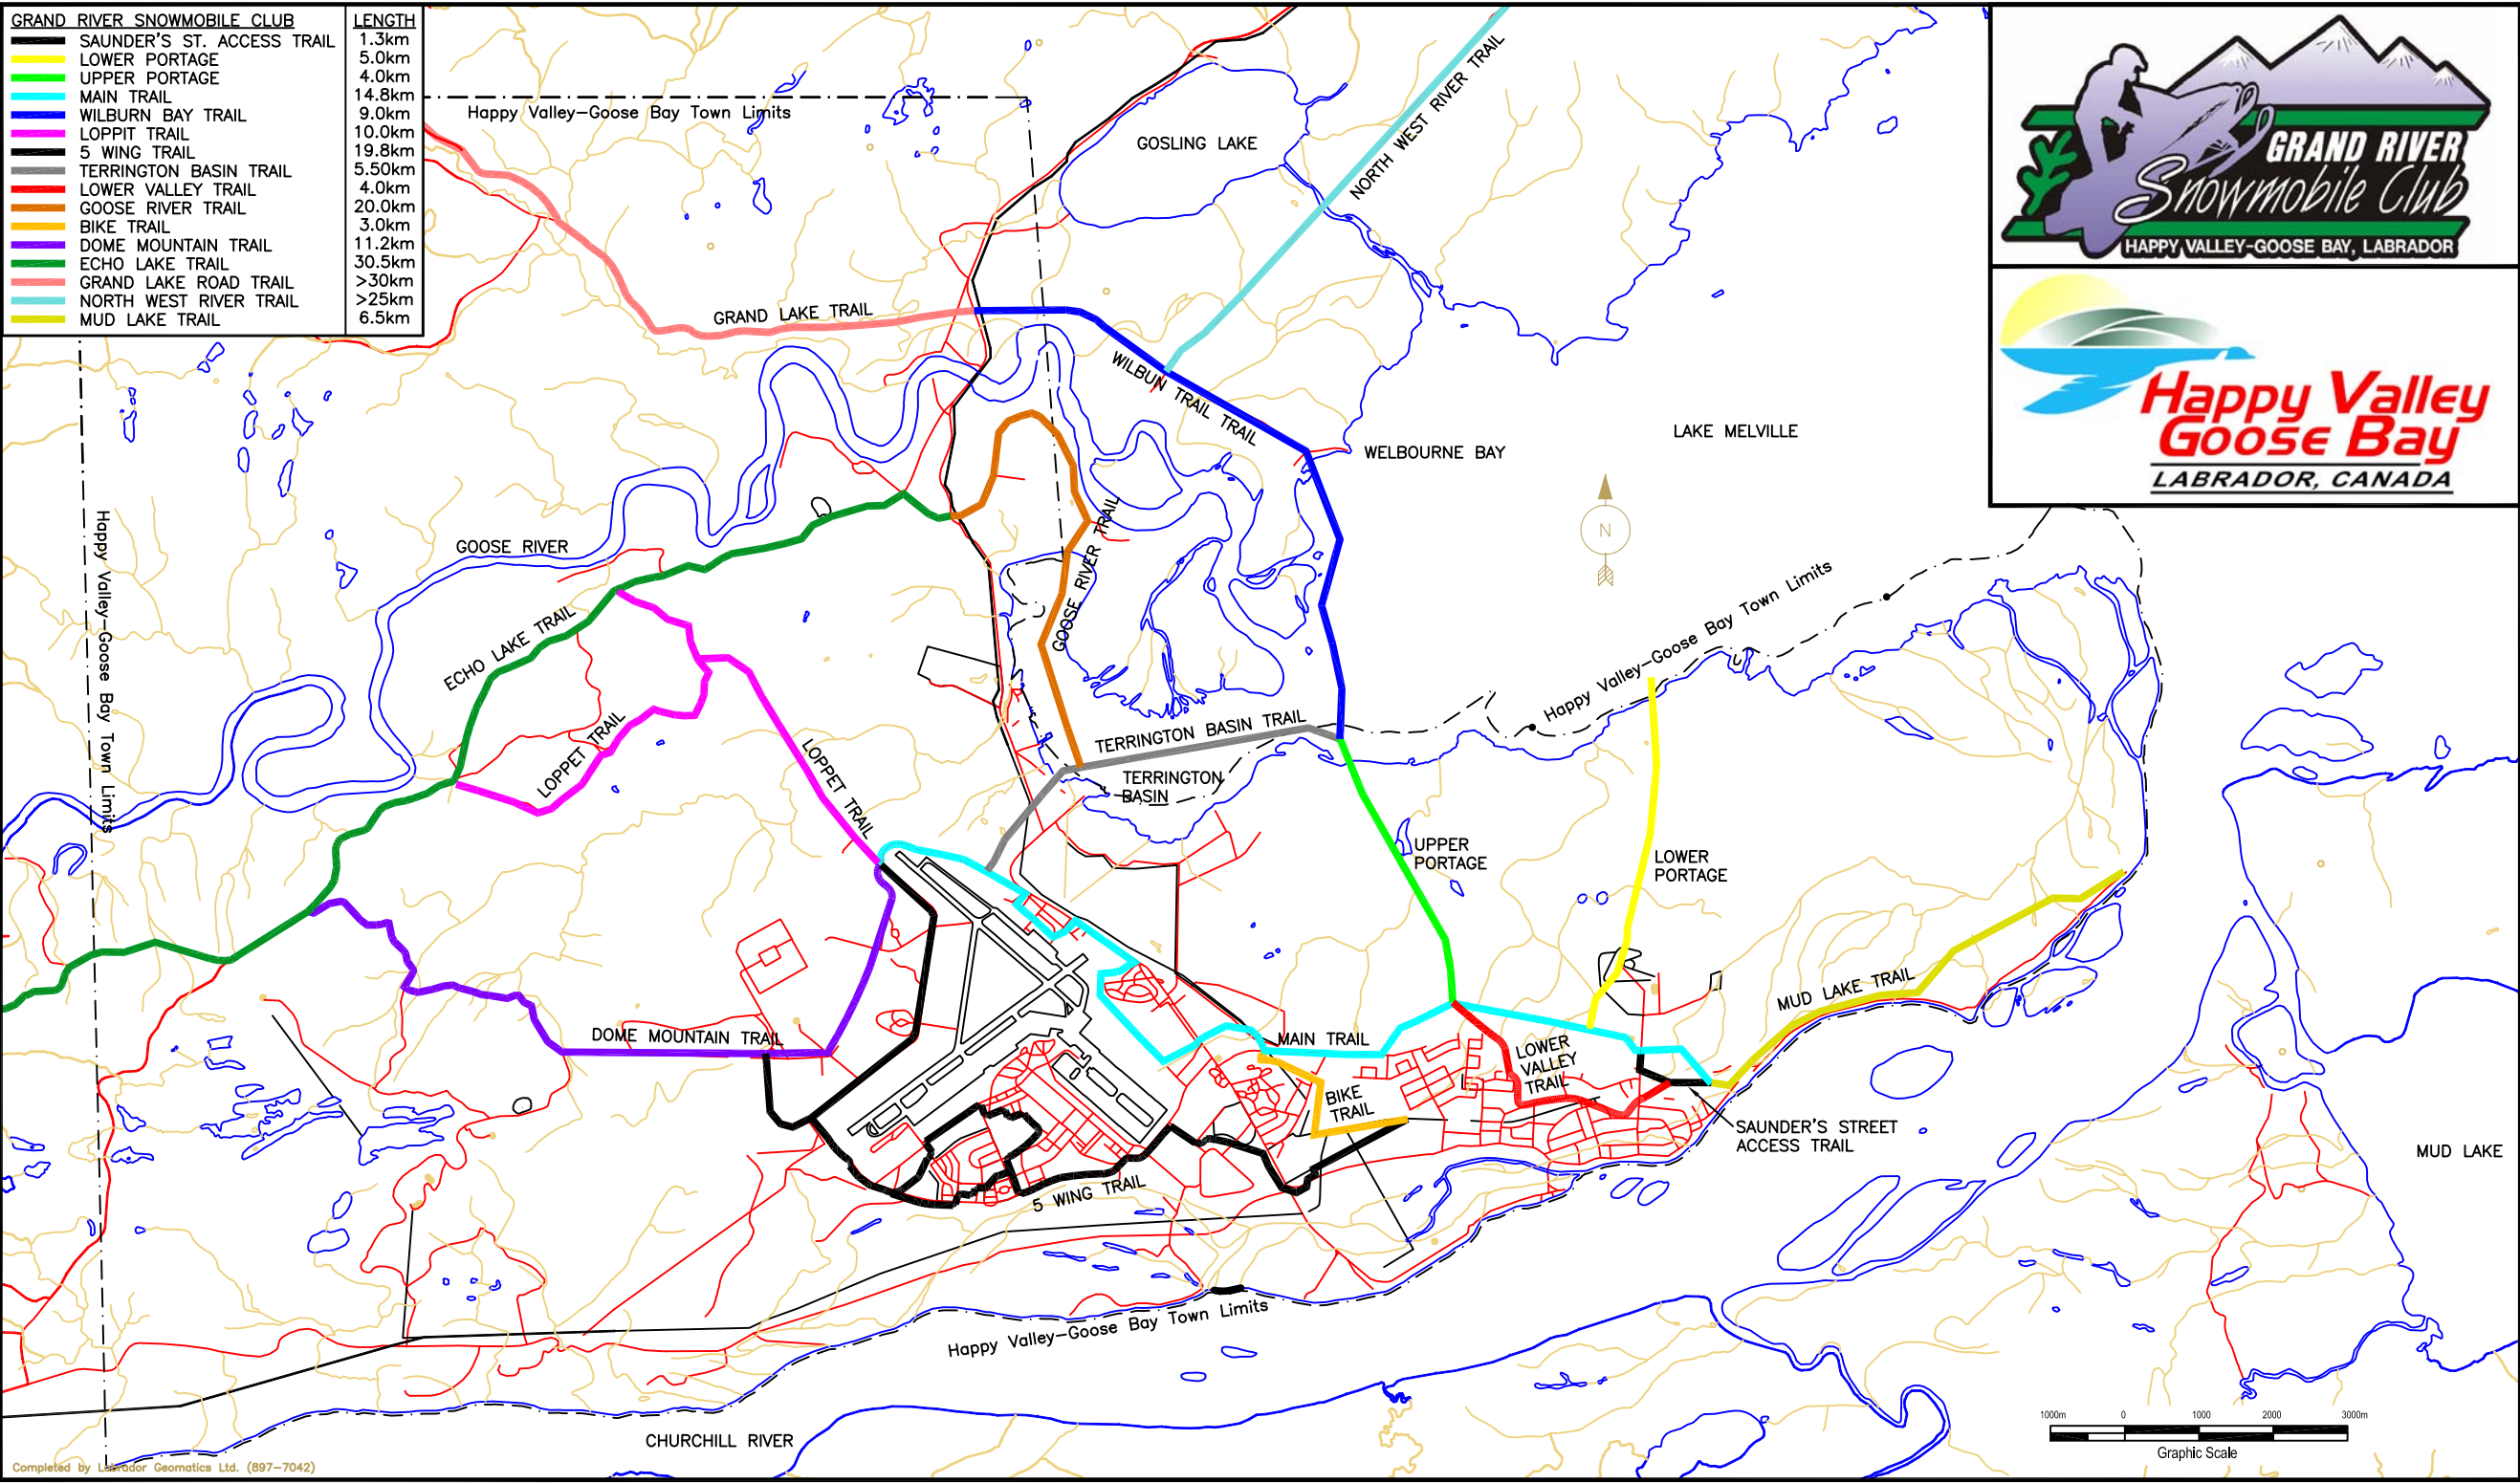 GRAND RIVER SNOWMOBILE CLUB LENGTH
SAUNDER'S ST. ACCESS TRAIL 1.3km
LOWER PORTAGE 5.0km
UPPER PORTAGE 4.0km
MAIN TRAIL 14.8km
WILBURN BAY TRAIL 9.0km
LOPPIT TRAIL 10.0km
5 WING TRAIL 19.8km
TERRINGTON BASIN TRAIL 5.50km
LOWER VALLEY TRAIL 4.0km
GOOSE RIVER TRAIL 20.0km
BIKE TRAIL 3.0km
DOME MOUNTAIN TRAIL 11.2km
ECHO LAKE TRAIL 30.5km
GRAND LAKE ROAD TRAIL >30km
NORTH WEST RIVER TRAIL >25km
MUD LAKE TRAIL 6.5km
GRAND RIVER
Snowmobile Club
HAPPY VALLEY-GOOSE BAY, LABRADOR
Happy Valley
Goose Bay
LABRADOR, CANADA
Happy Valley-Goose Bay Town Limits
GOSLING LAKE
NORTH WEST RIVER TRAIL
GRAND LAKE TRAIL
WILBUN TRAIL TRAIL
WELBOURNE BAY
LAKE MELVILLE
N
Happy Valley-Goose Bay Town Limits
GOOSE RIVER
GOOSE RIVER TRAIL
ECHO LAKE TRAIL
Happy Valley-Goose Bay Town Limits
LOPPET TRAIL
LOPPET TRAIL
TERRINGTON BASIN TRAIL
TERRINGTON
BASIN
UPPER
PORTAGE
LOWER
PORTAGE
MUD LAKE TRAIL
DOME MOUNTAIN TRAIL
MAIN TRAIL
LOWER
VALLEY
TRAIL
BIKE
TRAIL
SAUNDER'S STREET
ACCESS TRAIL
MUD LAKE
5 WING TRAIL
Happy Valley-Goose Bay Town Limits
CHURCHILL RIVER
1000m 0 1000 2000 3000m
Graphic Scale
Completed by Labrador Geomatics Ltd. (897-7042)